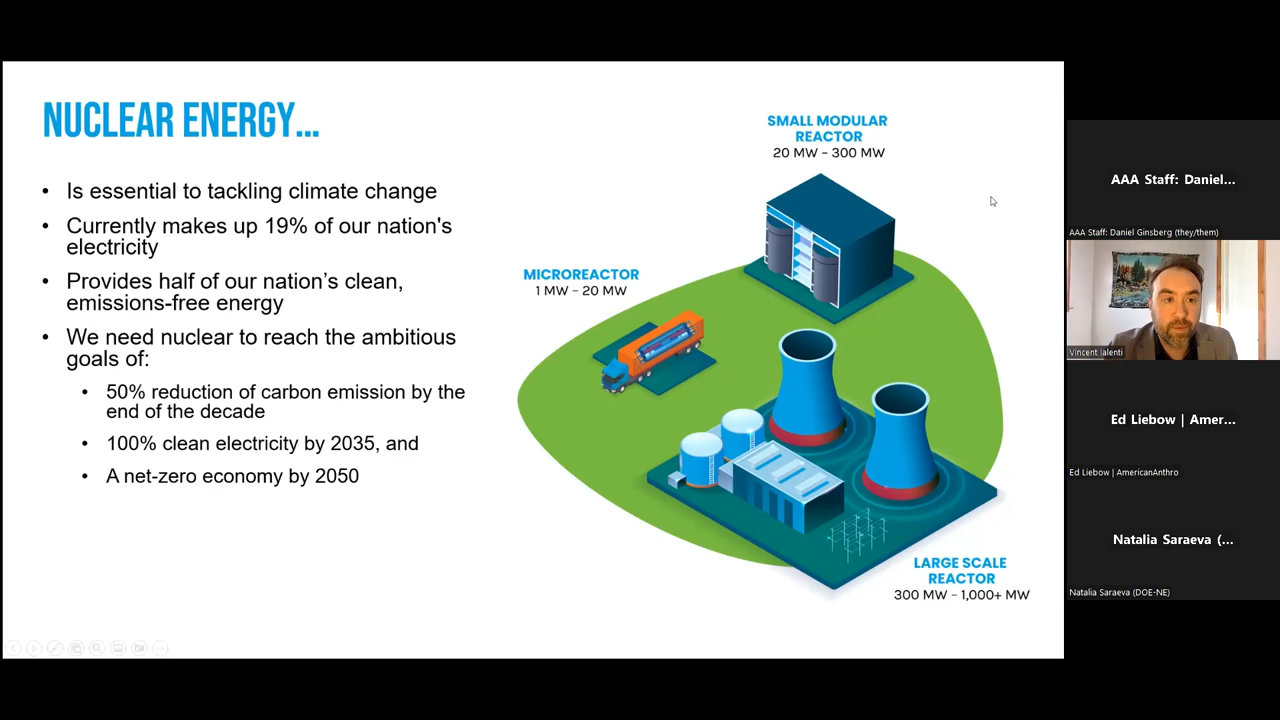 NUCLEAR ENERGY...
• Is essential to tackling climate change
• Currently makes up 19% of our nation's
electricity
• Provides half of our nation’s clean,
emissions-free energy
• We need nuclear to reach the ambitious
goals of:
• 50% reduction of carbon emission by the
end of the decade
• 100% clean electricity by 2035, and
• A net-zero economy by 2050
SMALL MODULAR
REACTOR
20 MW – 300 MW
MICROREACTOR
1 MW – 20 MW
LARGE SCALE
REACTOR
300 MW – 1,000+ MW
AAA Staff: Daniel...
AAA Staff: Daniel Ginsberg (they/them)
Vincent Ialenti
Ed Liebow | Amer...
Ed Liebow | AmericanAnthro
Natalia Saraeva (...
Natalia Saraeva (DOE-NE)